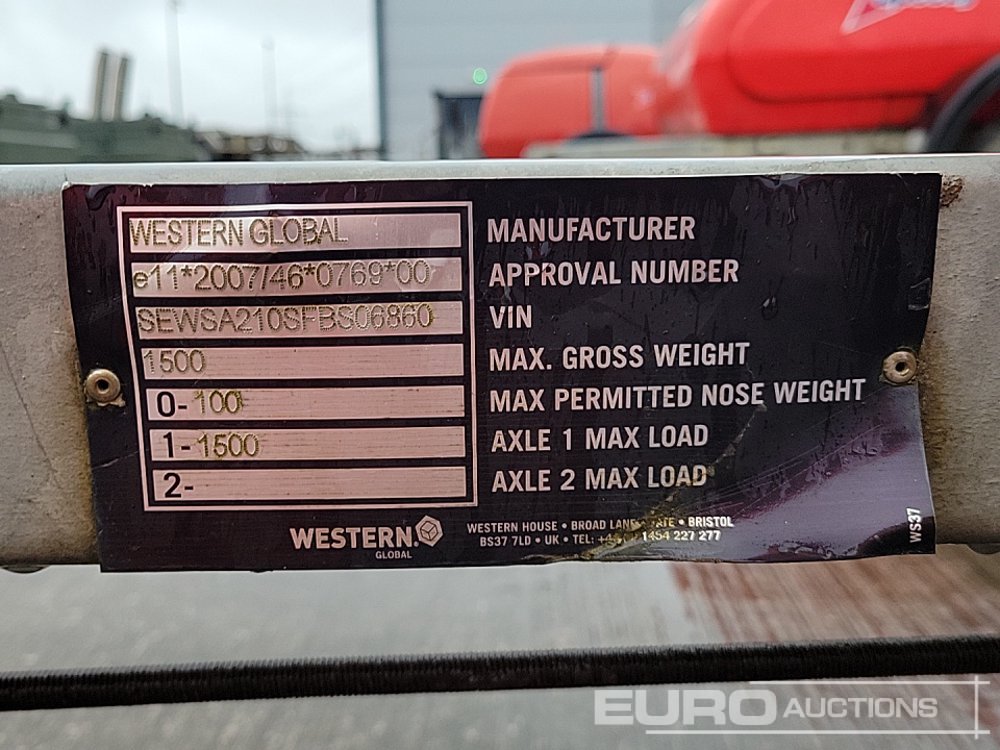 WESTERN GLOBAL MANUFACTURER
e11*2007/46*0769*00 APPROVAL NUMBER
SEWSA210SFBS06860 VIN
1500 MAX. GROSS WEIGHT
0- 100 MAX PERMITTED NOSE WEIGHT
1- 1500 AXLE 1 MAX LOAD
2- AXLE 2 MAX LOAD
WESTERN. GLOBAL
WESTERN HOUSE • BROAD LANE • BRISTOL
BS37 7LD • UK • TEL: 1454 227 277
WS37
EURO AUCTIONS